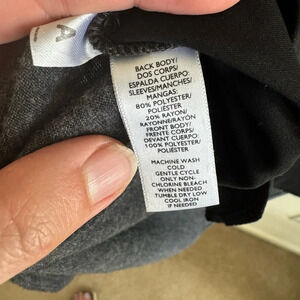 A
BACK BODY/
DOS CORPS/
ESPALDA CUERPO:
SLEEVES/MANCHES/
MANGAS:
80% POLYESTER/
POLIÉSTER
20% RAYON/
RAYONNE/RAYÓN
FRONT BODY/
FRENTE CORPS/
DEVANT CUERPO:
100% POLYESTER/
POLIÉSTER
MACHINE WASH
COLD
GENTLE CYCLE
ONLY NON-
CHLORINE BLEACH
WHEN NEEDED
TUMBLE DRY LOW
COOL IRON
IF NEEDED